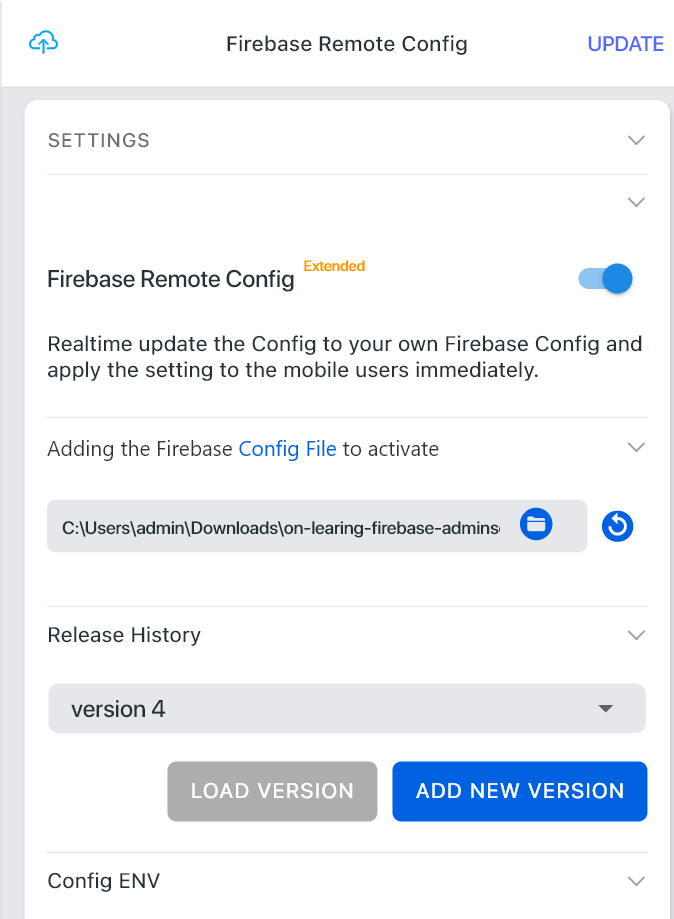 Firebase Remote Config
UPDATE
SETTINGS
Firebase Remote Config Extended
Realtime update the Config to your own Firebase Config and
apply the setting to the mobile users immediately.
Adding the Firebase Config File to activate
C:\Users\admin\Downloads\on-learing-firebase-admins
Release History
version 4
LOAD VERSION
ADD NEW VERSION
Config ENV